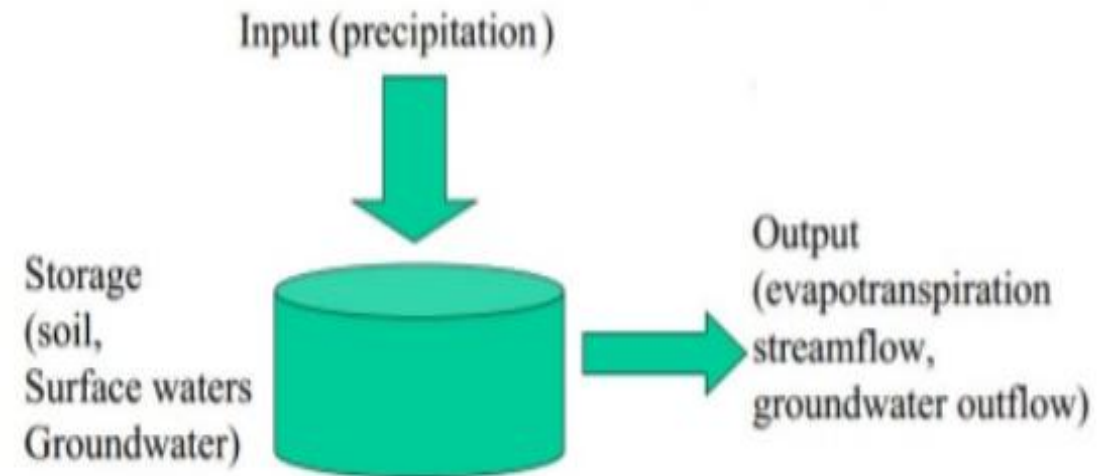 Input (precipitation)
Storage
(soil,
Surface waters
Groundwater)
Output
(evapotranspiration
streamflow,
groundwater outflow)